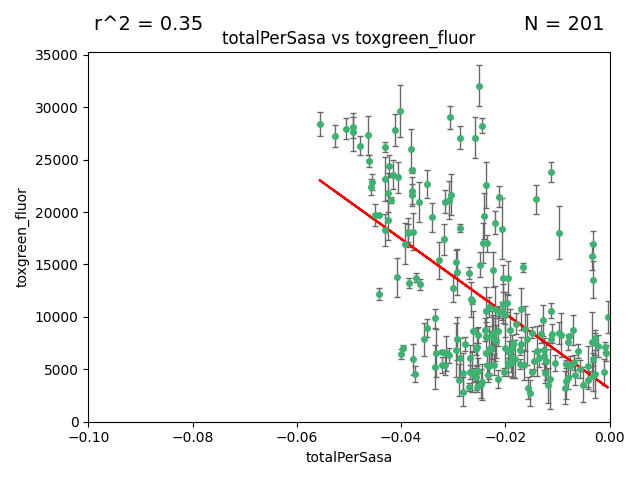 r^2 = 0.35
N = 201
totalPerSasa vs toxgreen_fluor
35000
30000
25000
20000
15000
10000
5000
0
toxgreen_fluor
−0.10
−0.08
−0.06
−0.04
−0.02
0.00
totalPerSasa